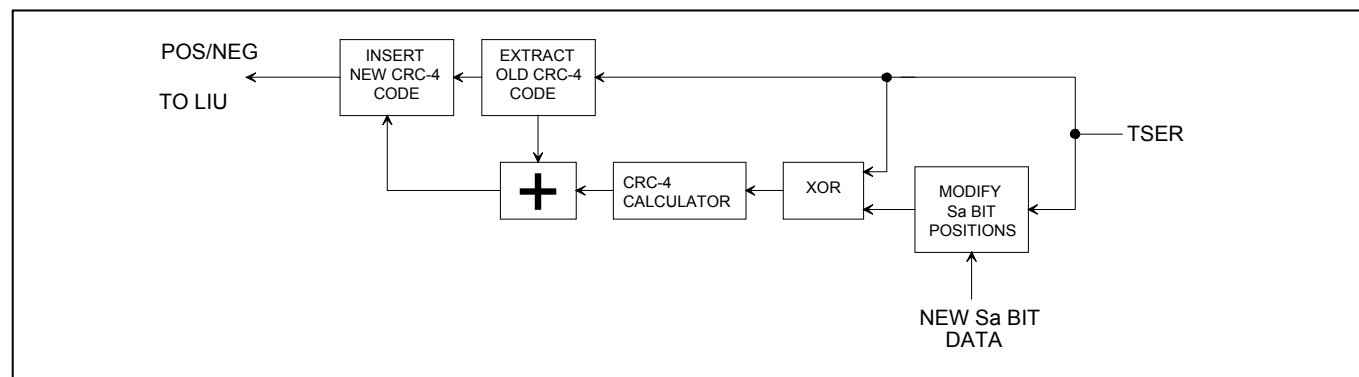 POS/NEG
TO LIU
INSERT
NEW CRC-4
CODE
EXTRACT
OLD CRC-4
CODE
+
CRC-4
CALCULATOR
XOR
MODIFY
Sa BIT
POSITIONS
TSER
NEW Sa BIT
DATA